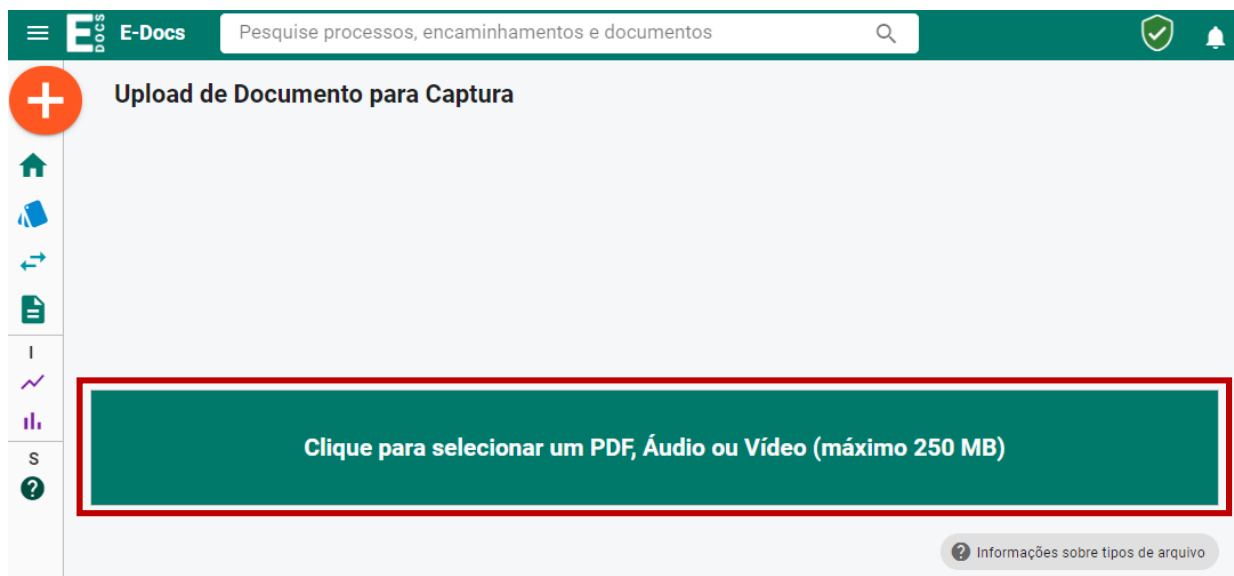 E DOCS E-Docs Pesquise processos, encaminhamentos e documentos
Upload de Documento para Captura
I
S
Clique para selecionar um PDF, Áudio ou Vídeo (máximo 250 MB)
Informações sobre tipos de arquivo